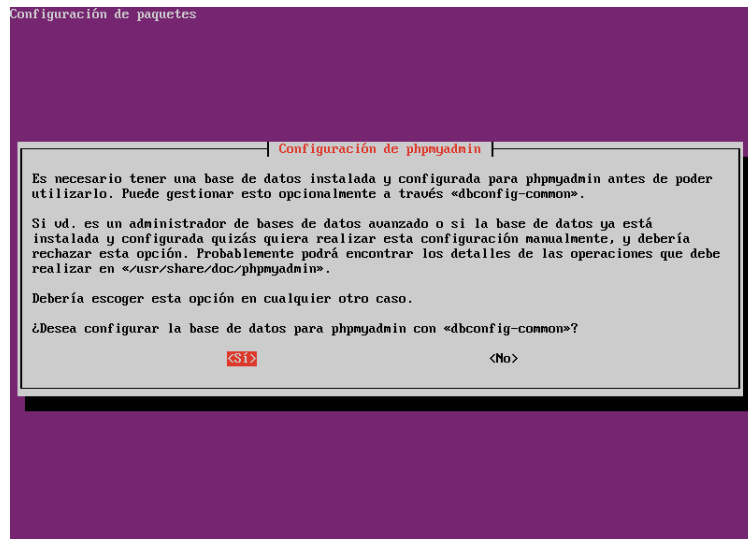 Configuración de paquetes
Configuración de phpmyadmin
Es necesario tener una base de datos instalada y configurada para phpmyadmin antes de poder
utilizarlo. Puede gestionar esto opcionalmente a través «dbconfig-common».
Si vd. es un administrador de bases de datos avanzado o si la base de datos ya está
instalada y configurada quizás quiera realizar esta configuración manualmente, y debería
rechazar esta opción. Probablemente podrá encontrar los detalles de las operaciones que debe
realizar en «/usr/share/doc/phpmyadmin».
Debería escoger esta opción en cualquier otro caso.
¿Desea configurar la base de datos para phpmyadmin con «dbconfig-common»?
<Sí> <No>